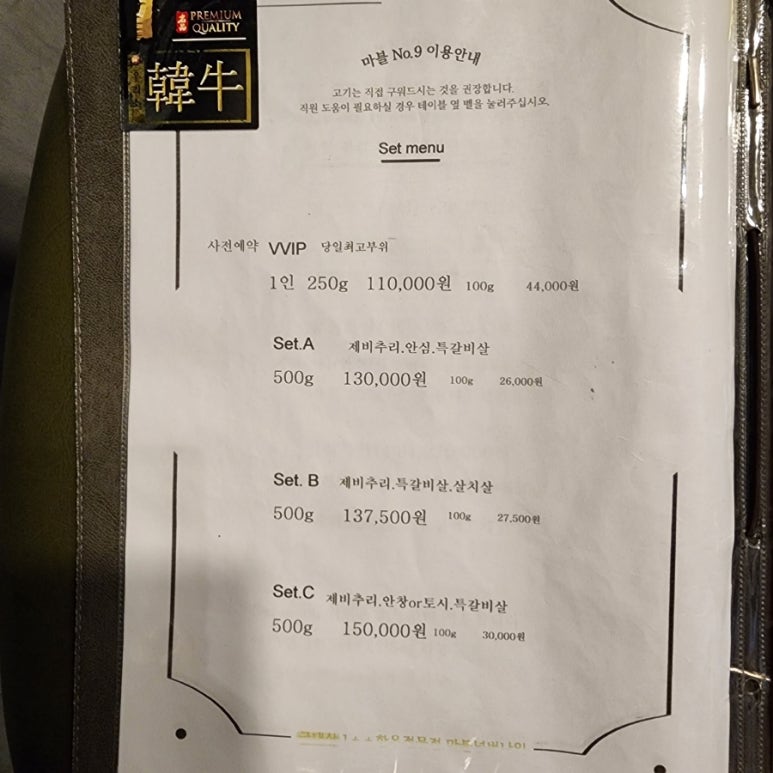 PREMIUM
QUALITY
韓牛
마블 No.9 이용안내
고기는 직접 구워드시는 것을 권장합니다.
직원 도움이 필요하실 경우 테이블 옆 벨을 눌러주십시오.
Set menu
사전예약 VVIP 당일최고부위
1인 250g 110,000원 100g 44,000원
Set.A 제비추리.안심.특갈비살
500g 130,000원 100g 26,000원
Set. B 제비추리.특갈비살.살치살
500g 137,500원 100g 27,500원
Set.C 제비추리.안창or토시.특갈비살
500g 150,000원 100g 30,000원